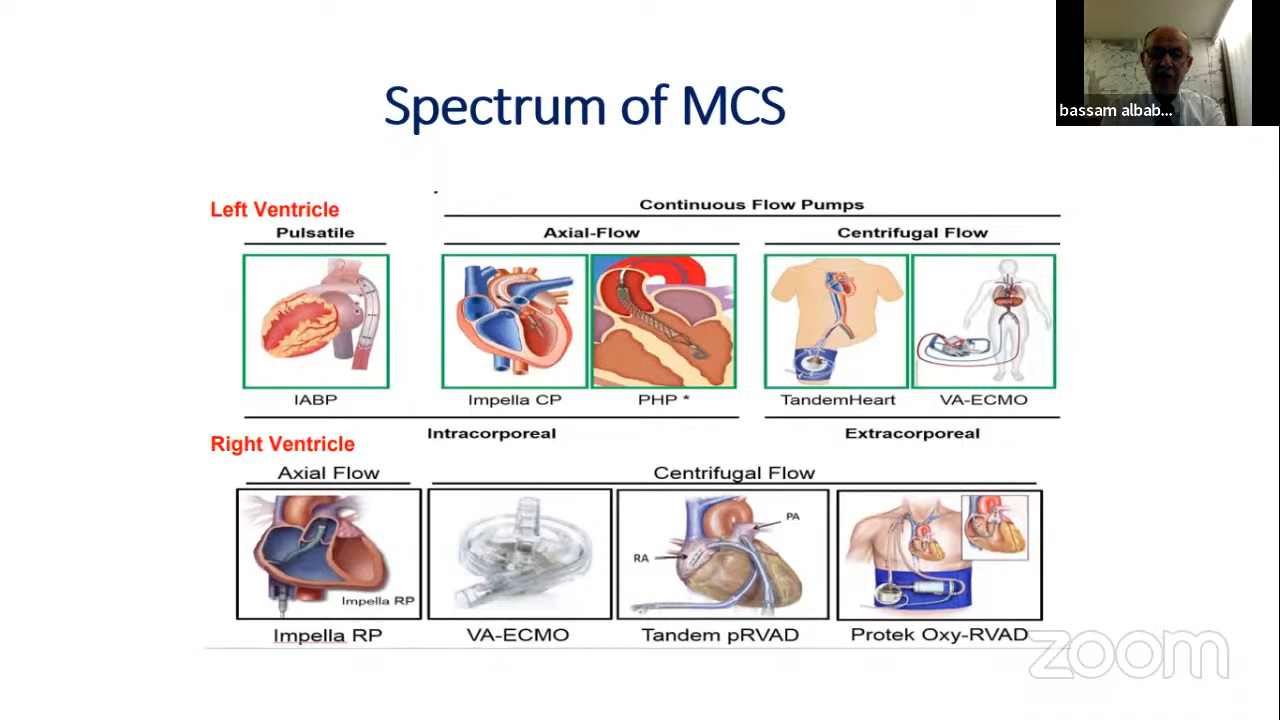 Spectrum of MCS
bassam albab...
Left Ventricle
Continuous Flow Pumps
Pulsatile
Axial-Flow
Centrifugal Flow
IABP
Impella CP
PHP *
TandemHeart
VA-ECMO
Intracorporeal
Extracorporeal
Right Ventricle
Axial Flow
Centrifugal Flow
Impella RP
RA
PA
Impella RP
VA-ECMO
Tandem pRVAD
Protek Oxy-RVAD
zoom